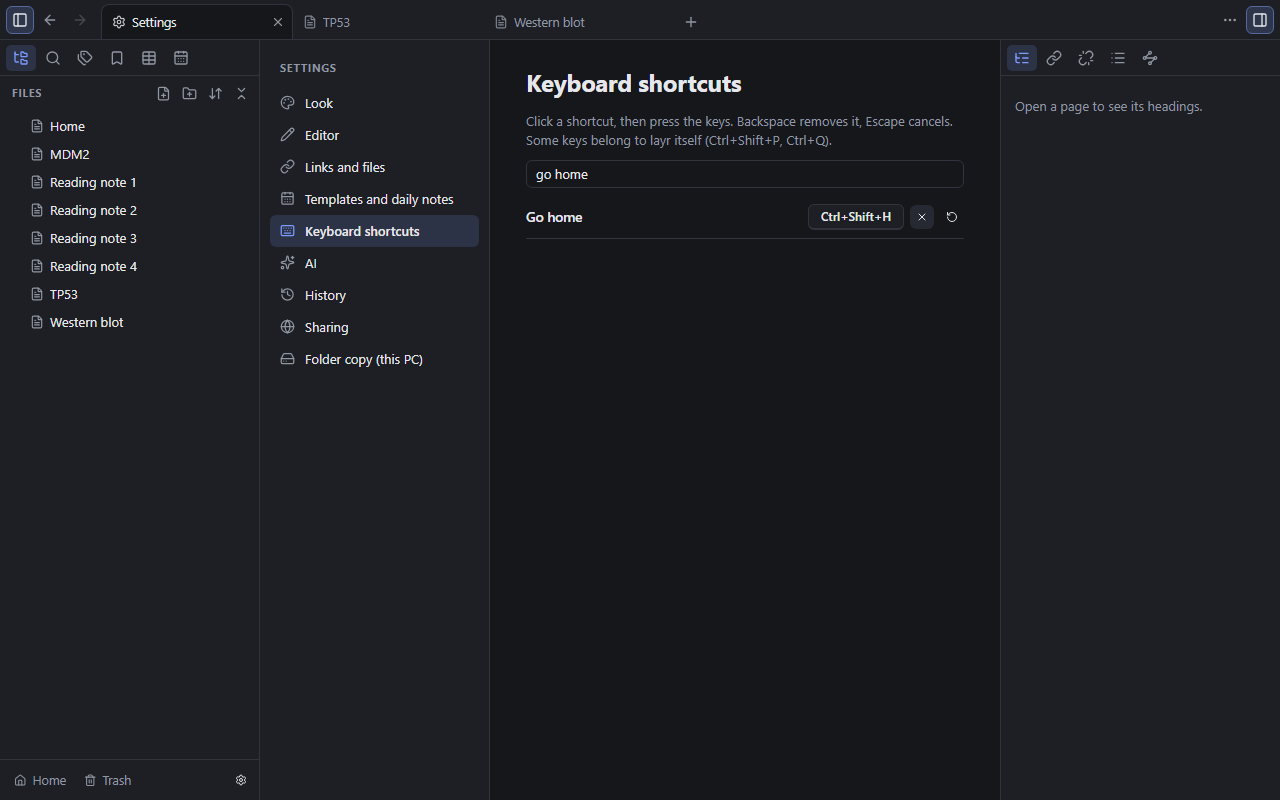 Settings
TP53
Western blot
FILES
Home
MDM2
Reading note 1
Reading note 2
Reading note 3
Reading note 4
TP53
Western blot
Home
Trash
SETTINGS
Look
Editor
Links and files
Templates and daily notes
Keyboard shortcuts
AI
History
Sharing
Folder copy (this PC)
Keyboard shortcuts
Click a shortcut, then press the keys. Backspace removes it, Escape cancels.
Some keys belong to layr itself (Ctrl+Shift+P, Ctrl+Q).
go home
Go home
Ctrl+Shift+H
Open a page to see its headings.